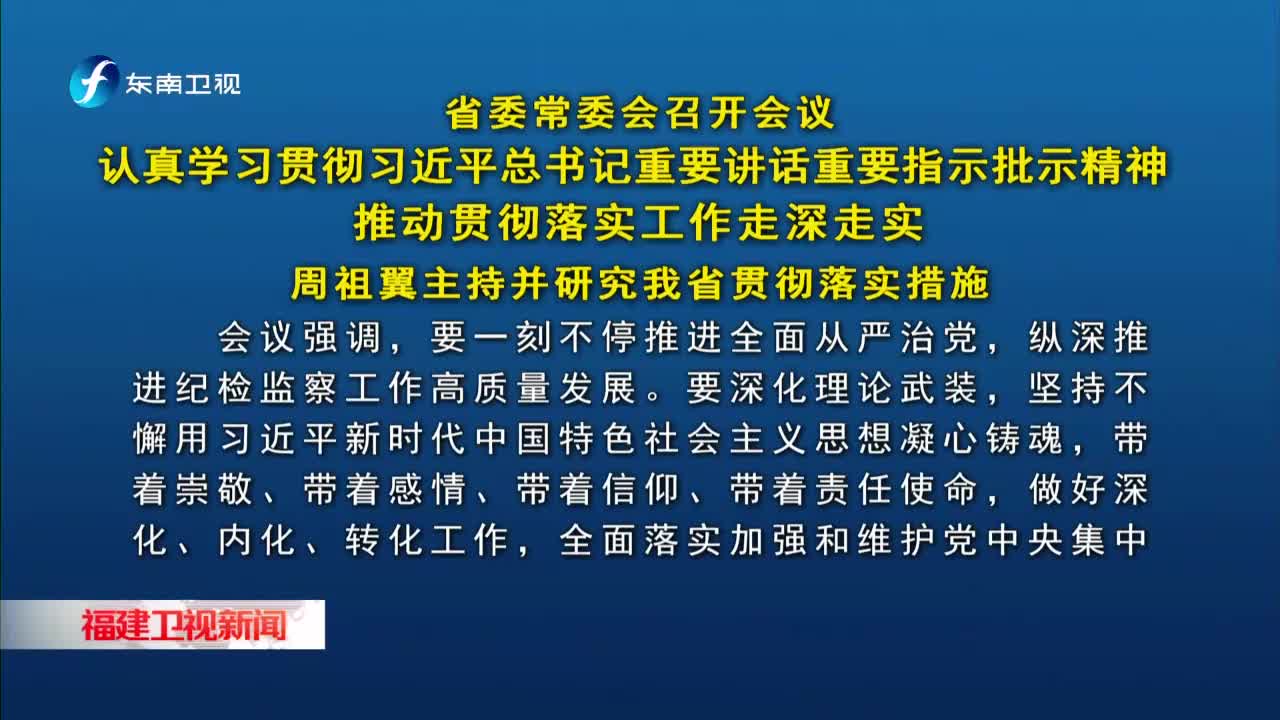 东南卫视
省委常委会召开会议
认真学习贯彻习近平总书记重要讲话重要指示批示精神
推动贯彻落实工作走深走实
周祖翼主持并研究我省贯彻落实措施
会议强调，要一刻不停推进全面从严治党，纵深推
进纪检监察工作高质量发展。要深化理论武装，坚持不
懈用习近平新时代中国特色社会主义思想凝心铸魂，带
着崇敬、带着感情、带着信仰、带着责任使命，做好深
化、内化、转化工作，全面落实加强和维护党中央集中
福建卫视新闻